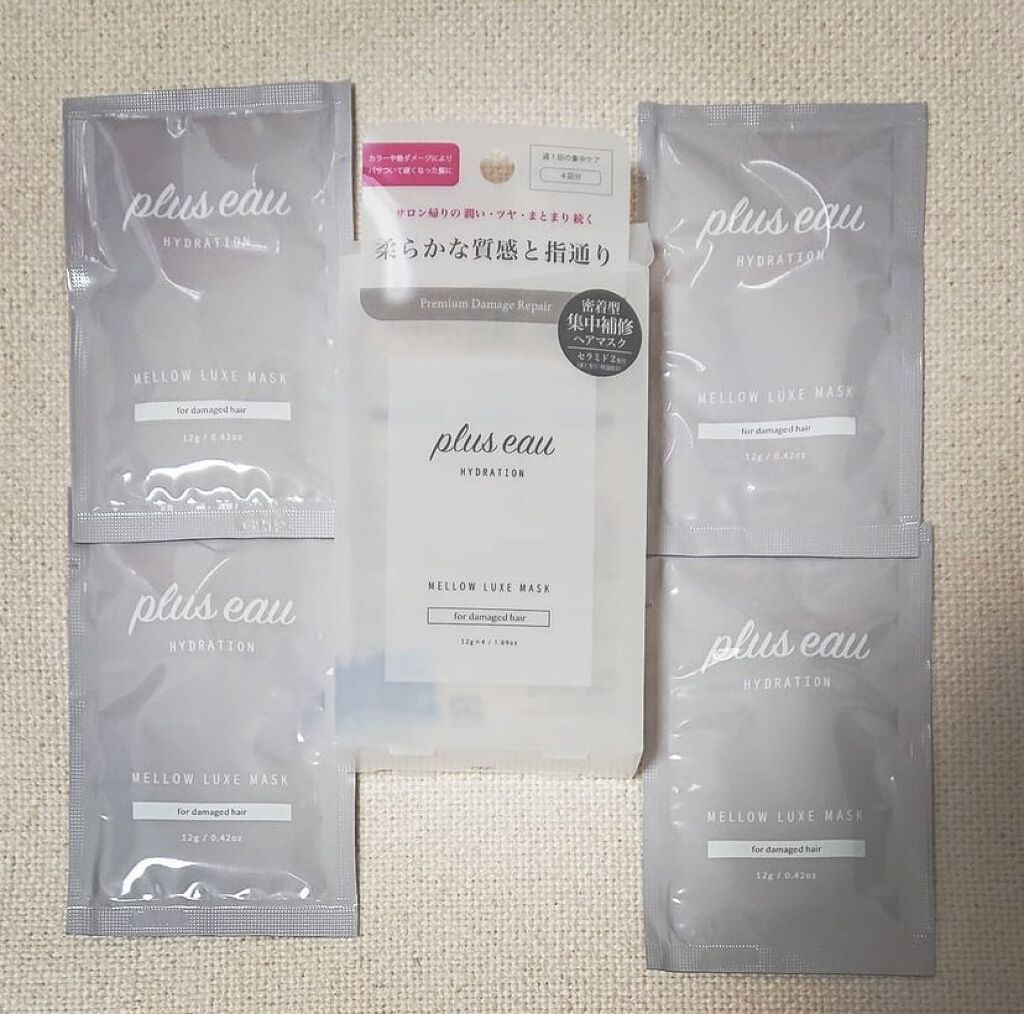 plus eau
HYDRATION
MELLOW LUXE MASK
for damaged hair
12g / 0.42oz
カラーや熱ダメージにより
パサついて硬くなった髪に
週1回の集中ケア
4回分
サロン帰りの潤い・ツヤ・まとまり続く
柔らかな質感と指通り
Premium Damage Repair
密着型
集中補修
ヘアマスク
セラミド2配合
plus eau
HYDRATION
MELLOW LUXE MASK
for damaged hair
12g×4 / 1.69oz
plus eau
HYDRATION
MELLOW LUXE MASK
for damaged hair
12g / 0.42oz
plus eau
HYDRATION
MELLOW LUXE MASK
for damaged hair
12g / 0.42oz
plus eau
HYDRATION
MELLOW LUXE MASK
for damaged hair
12g / 0.42oz